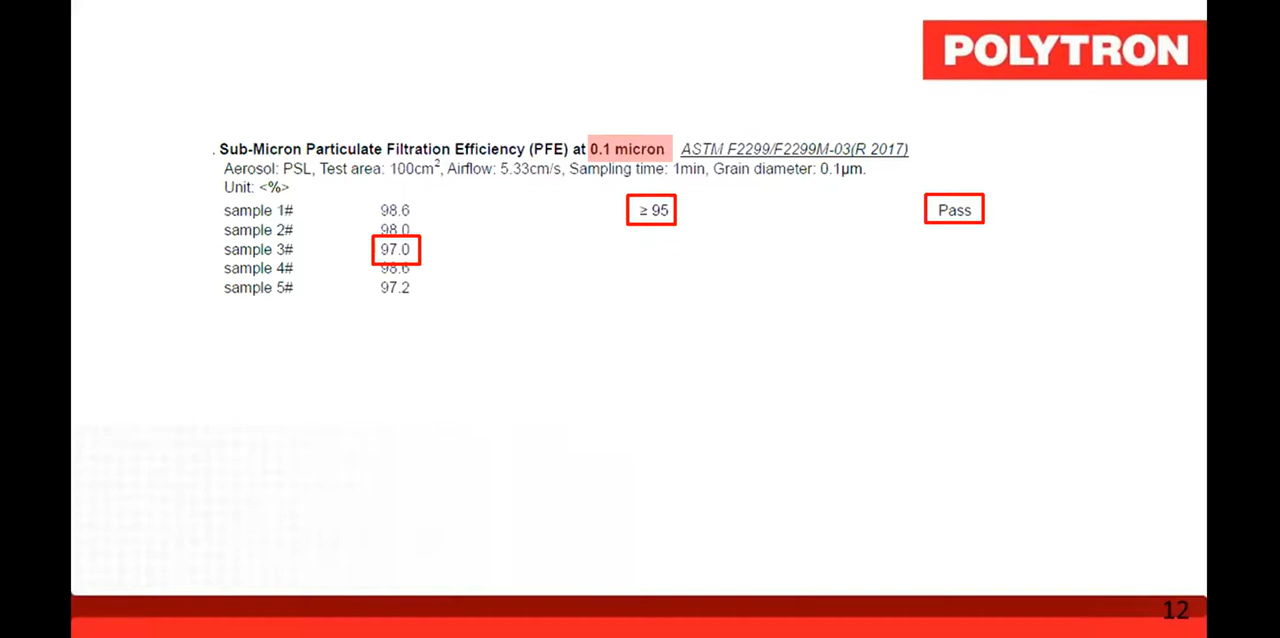 POLYTRON
. Sub-Micron Particulate Filtration Efficiency (PFE) at 0.1 micron ASTM F2299/F2299M-03(R 2017)
Aerosol: PSL, Test area: 100cm², Airflow: 5.33cm/s, Sampling time: 1min, Grain diameter: 0.1µm.
Unit: <%>
sample 1# 98.6 ≥ 95 Pass
sample 2# 98.0
sample 3# 97.0
sample 4# 98.6
sample 5# 97.2
12